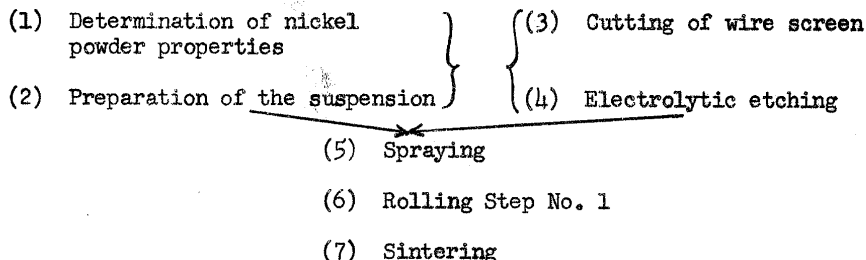 (1) Determination of nickel
powder properties
(2) Preparation of the suspension
(3) Cutting of wire screen
(4) Electrolytic etching
(5) Spraying
(6) Rolling Step No. 1
(7) Sintering